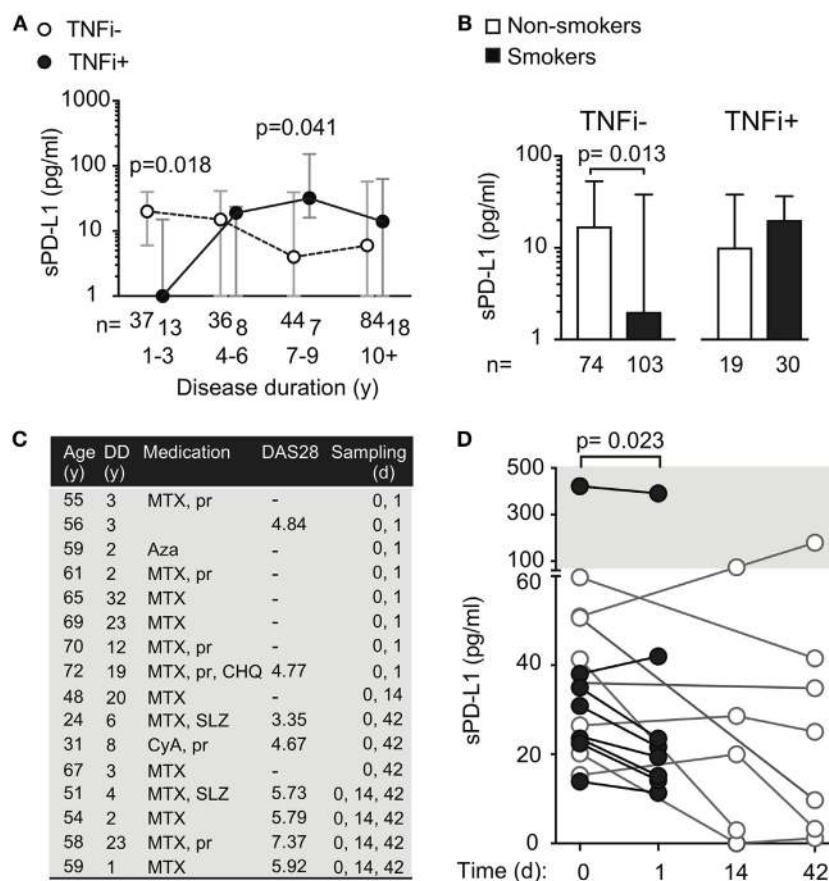 A
TNFi-
TNFi+
1000
100
10
1
sPD-L1 (pg/ml)
p=0.018
p=0.041
n= 37 13 36 8 44 7 84 18
1-3 4-6 7-9 10+
Disease duration (y)
B
Non-smokers
Smokers
TNFi- TNFi+
p= 0.013
100
10
1
sPD-L1 (pg/ml)
n= 74 103 19 30
C
Age DD Medication DAS28 Sampling
(y) (y) (d)
55 3 MTX, pr - 0, 1
56 3 4.84 0, 1
59 2 Aza - 0, 1
61 2 MTX, pr - 0, 1
65 32 MTX - 0, 1
69 23 MTX - 0, 1
70 12 MTX, pr - 0, 1
72 19 MTX, pr, CHQ 4.77 0, 1
48 20 MTX - 0, 14
24 6 MTX, SLZ 3.35 0, 42
31 8 CyA, pr 4.67 0, 42
67 3 MTX - 0, 42
51 4 MTX, SLZ 5.73 0, 14, 42
54 2 MTX 5.79 0, 14, 42
58 23 MTX, pr 7.37 0, 14, 42
59 1 MTX 5.92 0, 14, 42
D
p= 0.023
500
300
100
60
40
20
0
sPD-L1 (pg/ml)
Time (d): 0 1 14 42